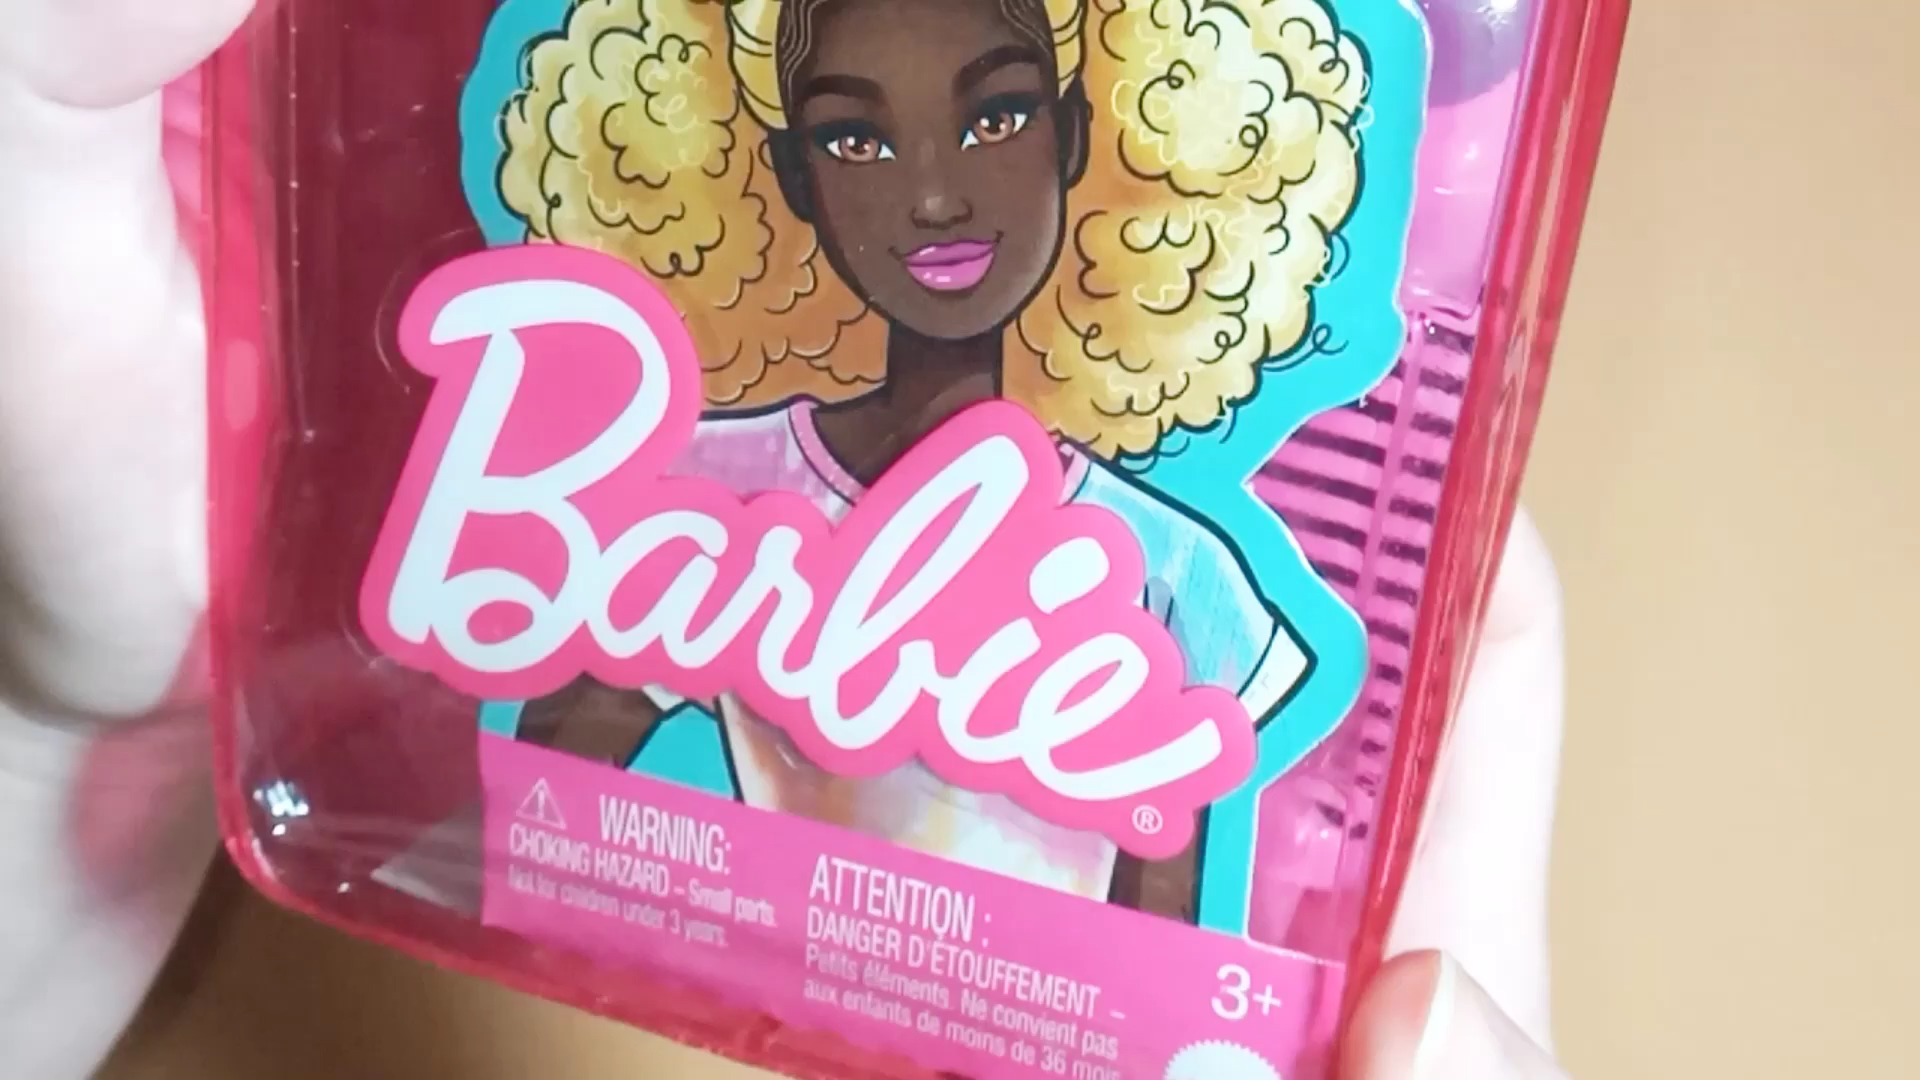 Barbie®
WARNING:
CHOKING HAZARD – Small parts.
Not for children under 3 years.
ATTENTION :
DANGER D'ÉTOUFFEMENT –
Petits éléments. Ne convient pas
aux enfants de moins de 36 mois
3+